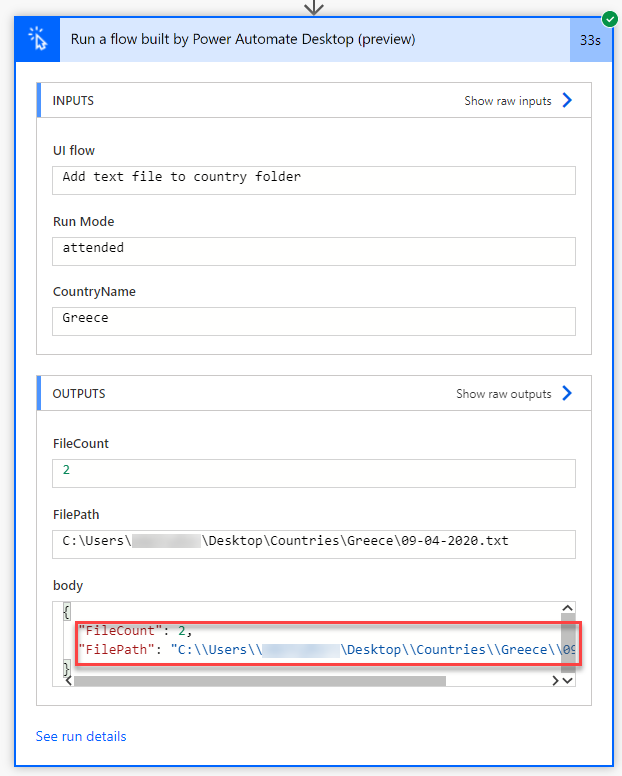 Run a flow built by Power Automate Desktop (preview)
33s
INPUTS
Show raw inputs
UI flow
Add text file to country folder
Run Mode
attended
CountryName
Greece
OUTPUTS
Show raw outputs
FileCount
2
FilePath
C:\Users\ \Desktop\Countries\Greece\09-04-2020.txt
body
{
"FileCount": 2,
"FilePath": "C:\\Users\\ \Desktop\\Countries\\Greece\\09
}
See run details